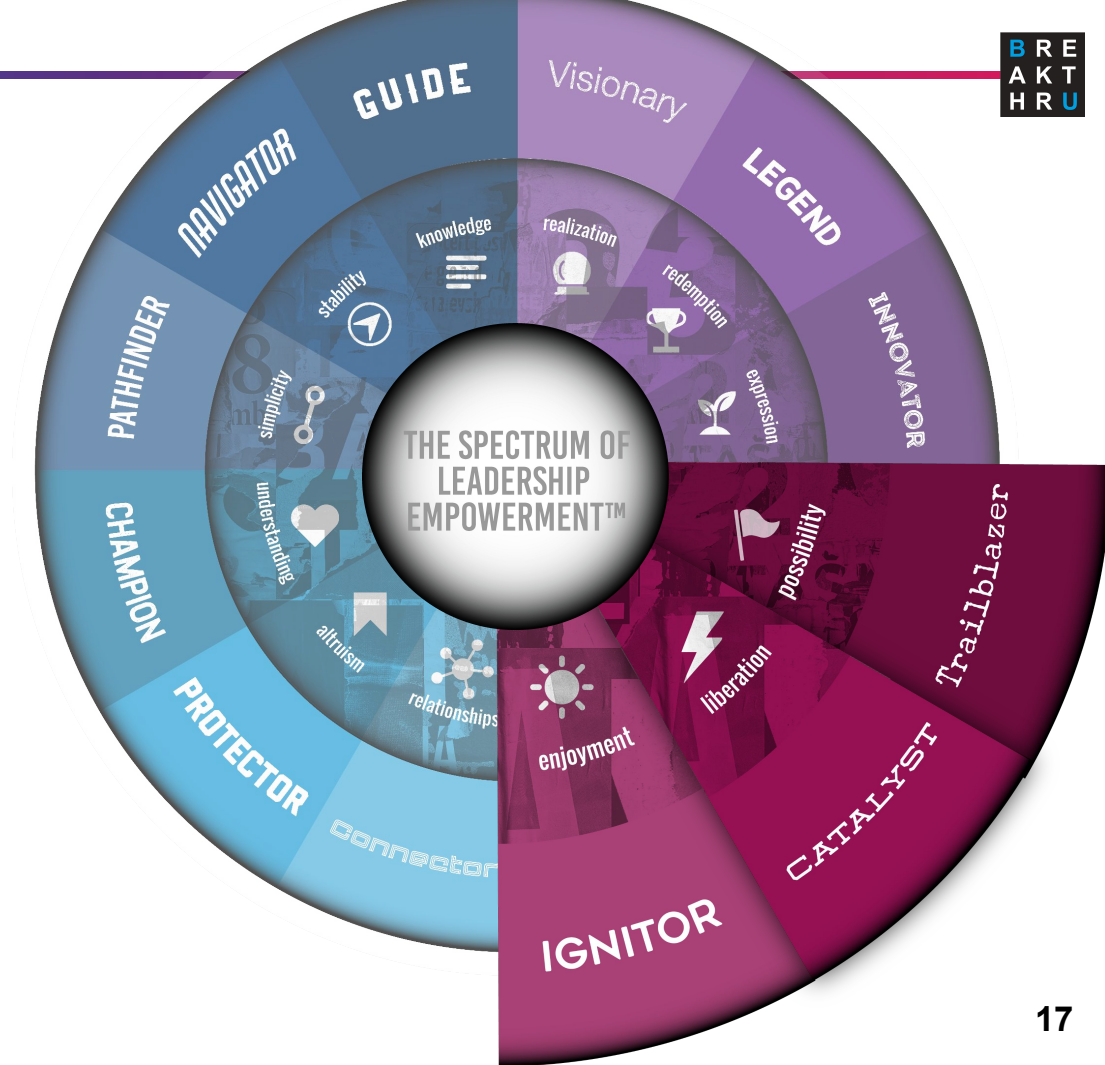 BRE
AKT
HRU
GUIDE
knowledge
Visionary
realization
LEGEND
redemption
INNOVATOR
expression
Trailblazer
possibility
CATALYST
liberation
IGNITOR
enjoyment
Connector
relationships
PROTECTOR
altruism
CHAMPION
understanding
PATHFINDER
simplicity
NAVIGATOR
stability
THE SPECTRUM OF
LEADERSHIP
EMPOWERMENT™
17